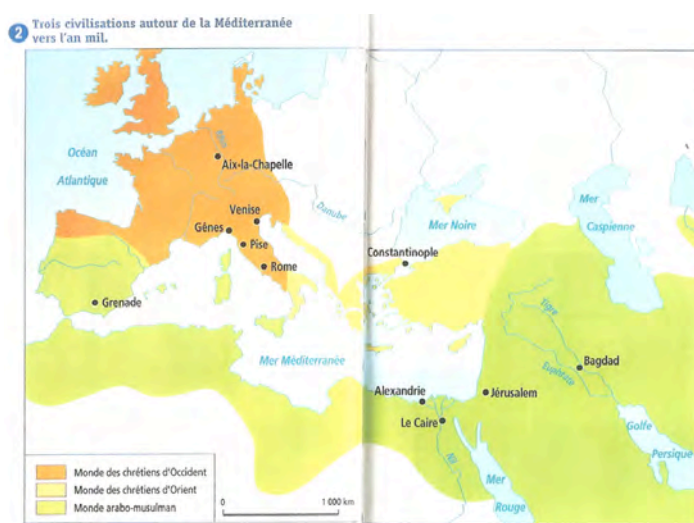 2 Trois civilisations autour de la Méditerranée
vers l'an mil.
Océan
Atlantique
Rhin
Aix-la-Chapelle
Danube
Venise
Gênes
Pise
Rome
Grenade
Mer Méditerranée
Mer Noire
Constantinople
Mer
Caspienne
Tigre
Euphrate
Bagdad
Alexandrie
Jérusalem
Le Caire
Nil
Golfe
Persique
Mer
Rouge
Monde des chrétiens d'Occident
Monde des chrétiens d'Orient
Monde arabo-musulman
0 1 000 km